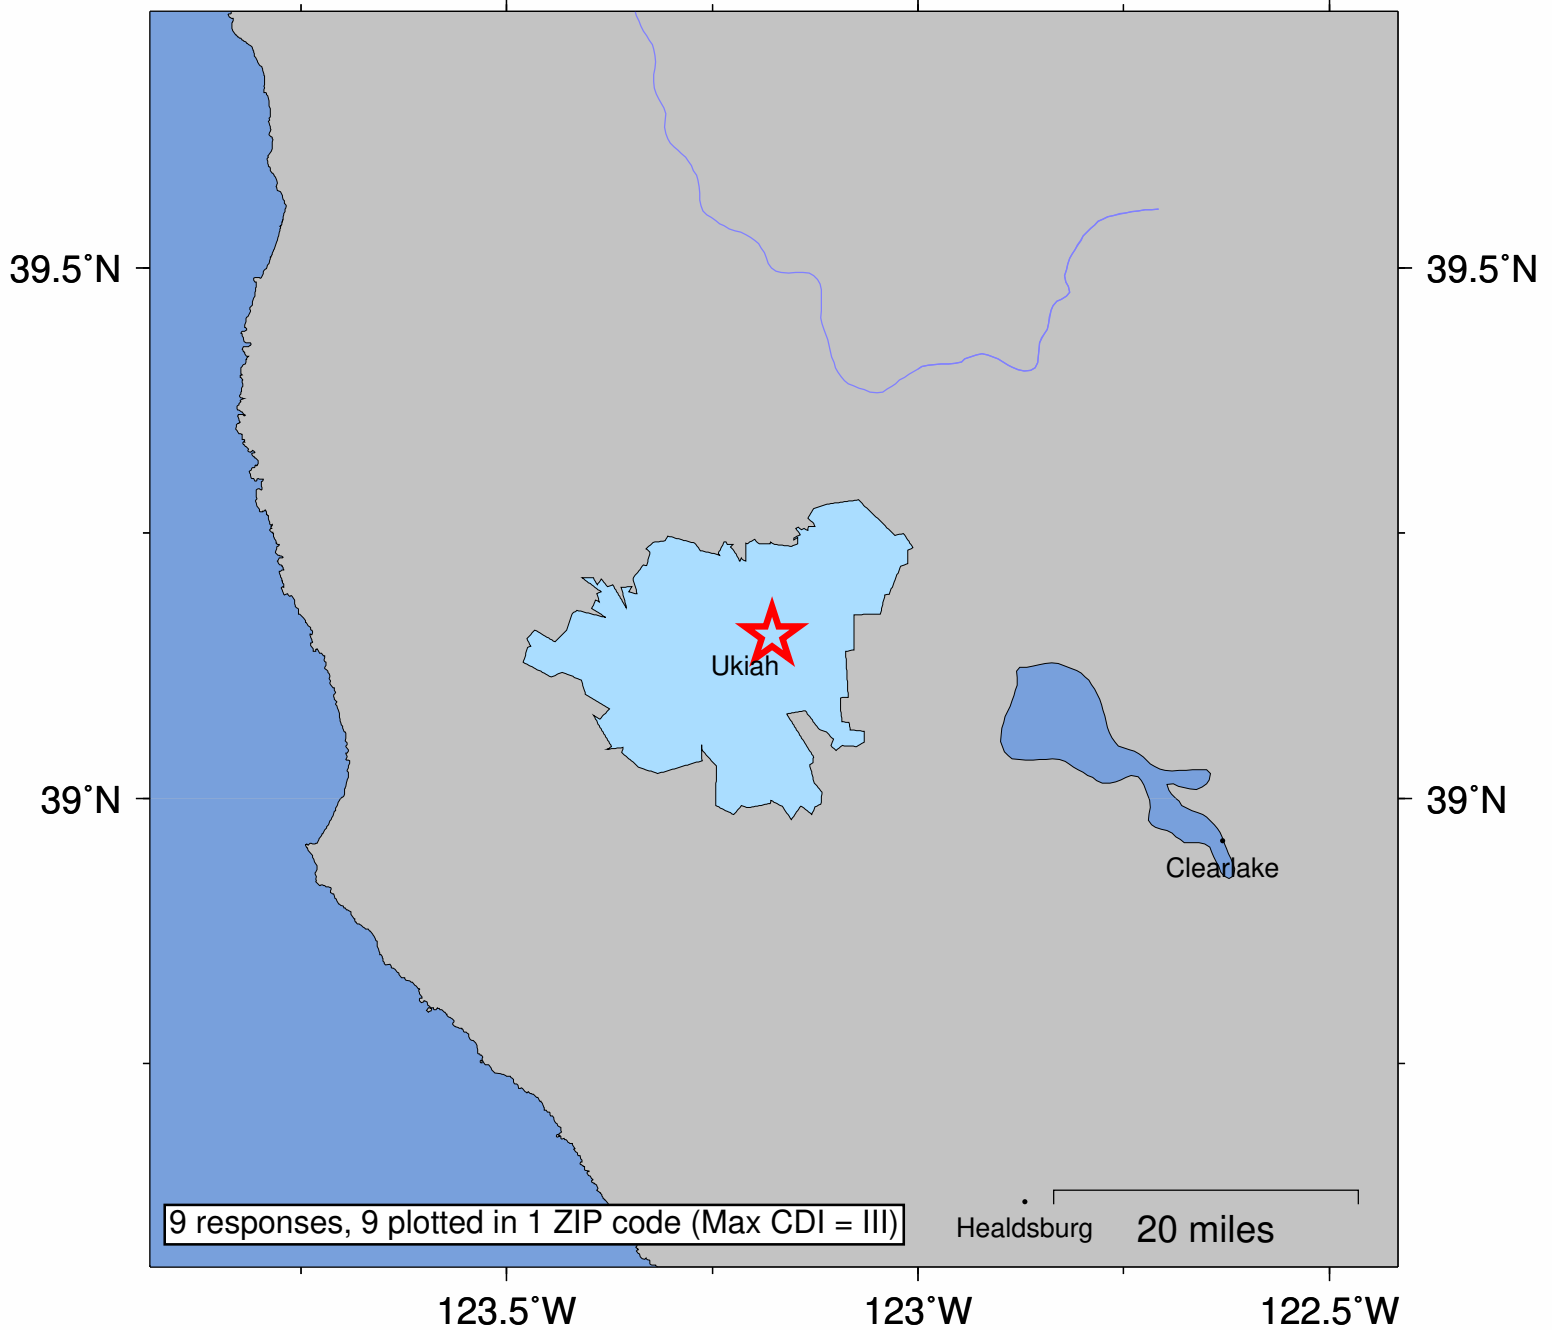 39.5˚N
39.5˚N
Ukiah
39˚N
39˚N
Clearlake
9 responses, 9 plotted in 1 ZIP code (Max CDI = III)
Healdsburg
20 miles
123.5˚W
123˚W
122.5˚W